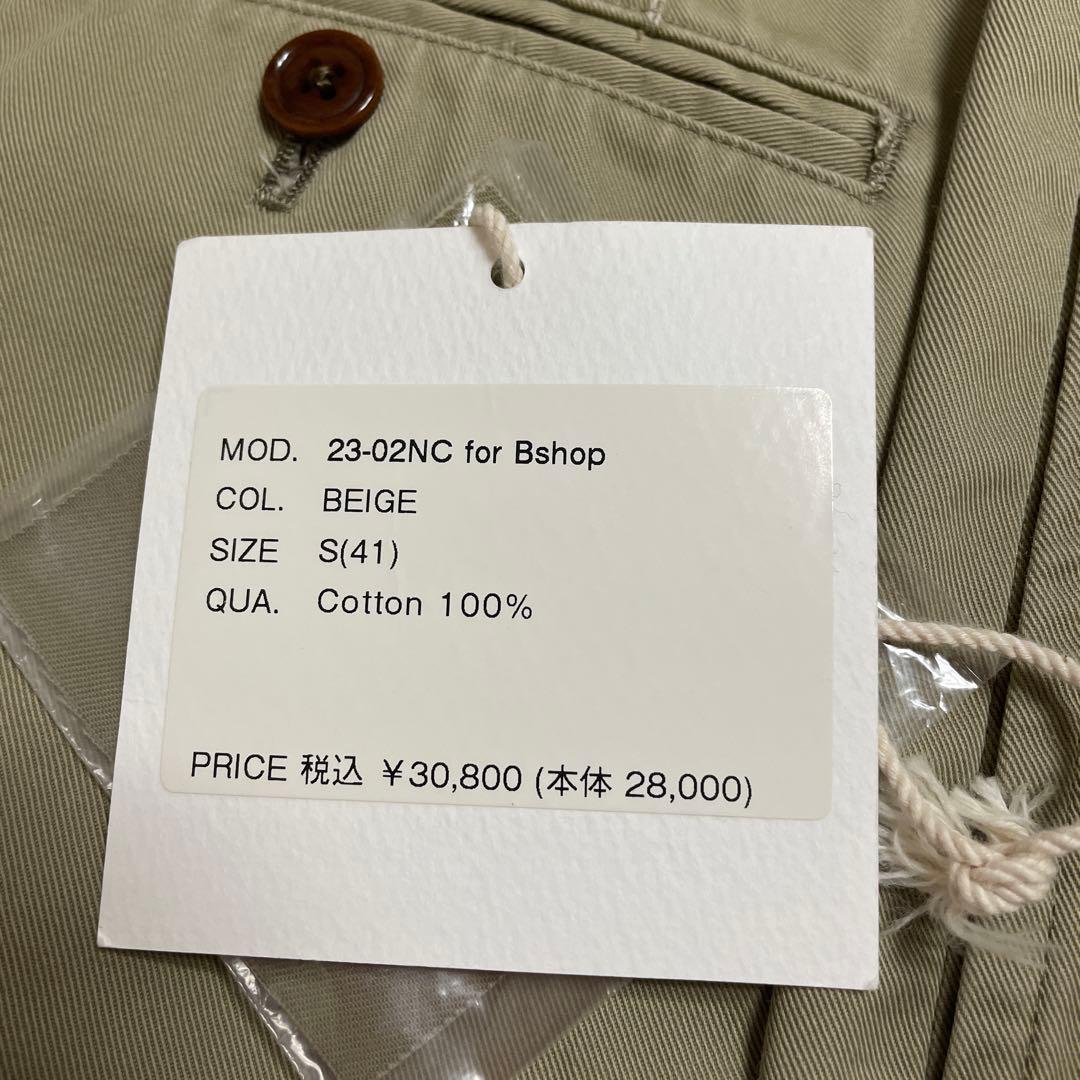 MOD. 23-02NC for Bshop
COL. BEIGE
SIZE S(41)
QUA. Cotton 100%
PRICE 税込 ¥30,800 (本体 28,000)